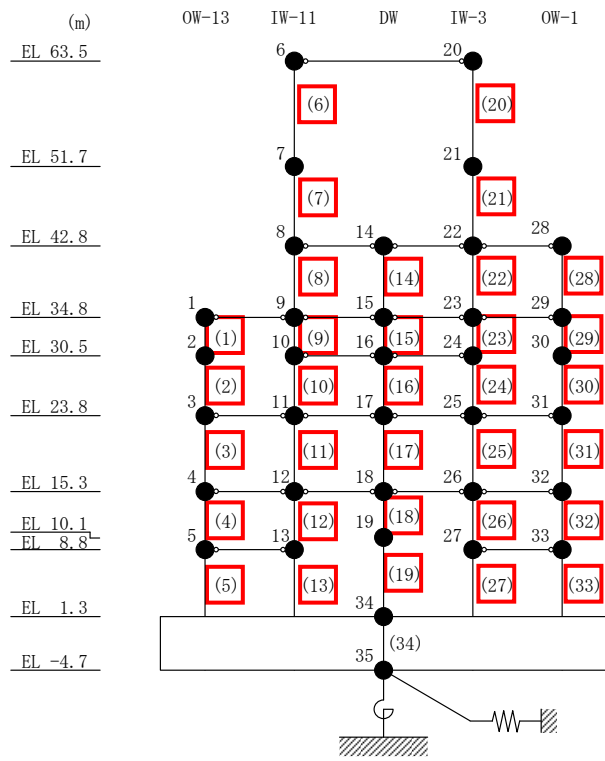 (m) OW-13 IW-11 DW IW-3 OW-1
EL 63.5 6 20
(6) (20)
EL 51.7 7 21
(7) (21)
EL 42.8 8 14 22 28
(8) (14) (22) (28)
EL 34.8 1 9 15 23 29
(1) (9) (15) (23) (29)
EL 30.5 2 10 16 24 30
(2) (10) (16) (24) (30)
EL 23.8 3 11 17 25 31
(3) (11) (17) (25) (31)
EL 15.3 4 12 18 26 32
(4) (12) (18) (26) (32)
EL 10.1 19
EL 8.8 5 13 27 33
(5) (13) (19) (27) (33)
EL 1.3 34
(34)
EL -4.7 35